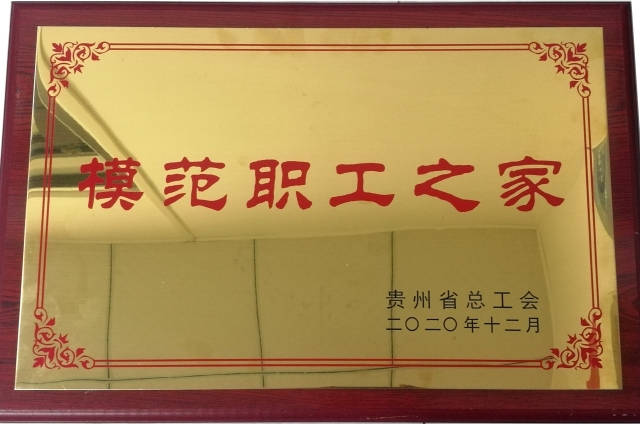 模范职工之家
贵州省总工会
二〇二〇年十二月